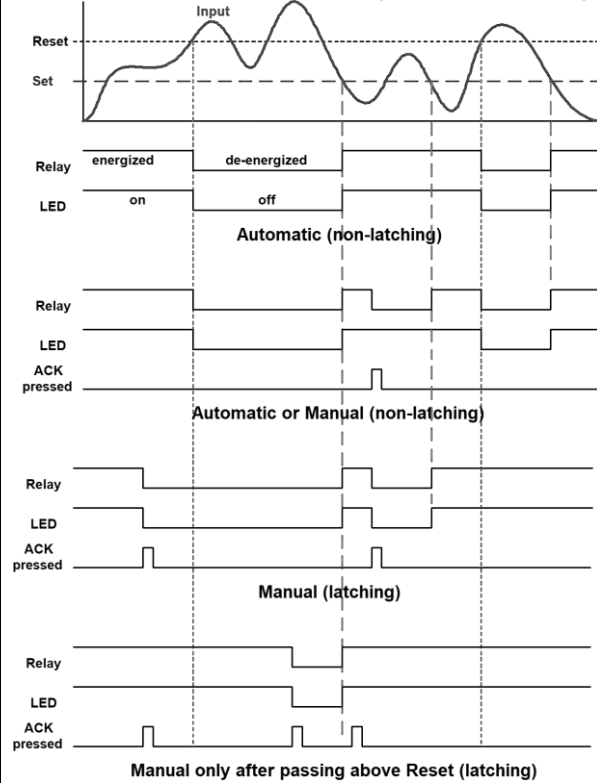 Input
Reset
Set
Relay
energized
de-energized
LED
on
off
Automatic (non-latching)
Relay
LED
ACK
pressed
Automatic or Manual (non-latching)
Relay
LED
ACK
pressed
Manual (latching)
Relay
LED
ACK
pressed
Manual only after passing above Reset (latching)